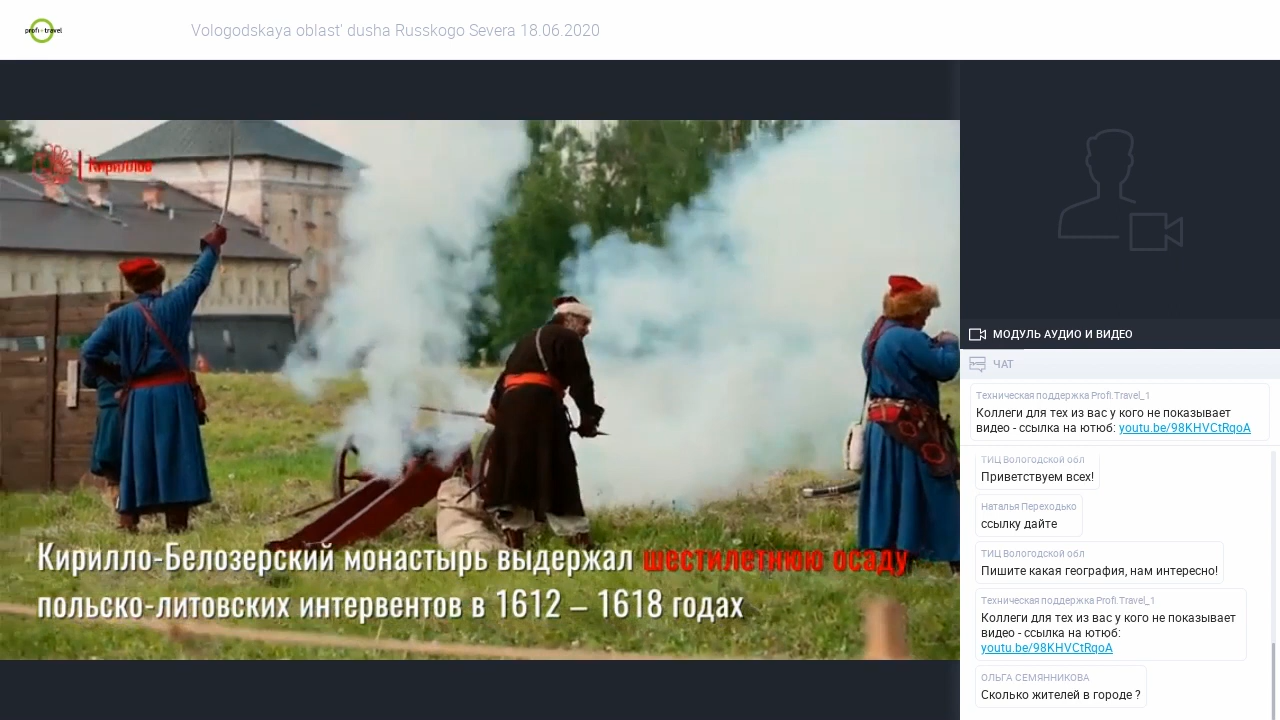 profi travel
Vologodskaya oblast' dusha Russkogo Severa 18.06.2020
Кириллов
Кирилло-Белозерский монастырь выдержал шестилетнюю осаду
польско-литовских интервентов в 1612 – 1618 годах
МОДУЛЬ АУДИО И ВИДЕО
ЧАТ
Техническая поддержка Profi.Travel_1
Коллеги для тех из вас у кого не показывает
видео - ссылка на ютюб: youtu.be/98KHVCtRqoA
ТИЦ Вологодской обл
Приветствуем всех!
Наталья Переходько
ссылку дайте
ТИЦ Вологодской обл
Пишите какая география, нам интересно!
Техническая поддержка Profi.Travel_1
Коллеги для тех из вас у кого не показывает
видео - ссылка на ютюб:
youtu.be/98KHVCtRqoA
ОЛЬГА СЕМЯННИКОВА
Сколько жителей в городе ?